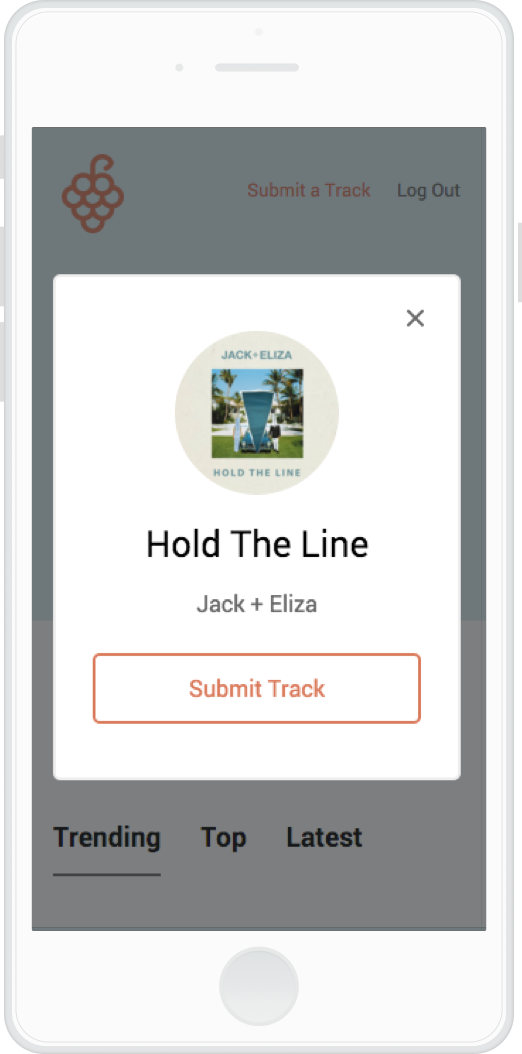 Submit a Track Log Out
JACK+ELIZA
HOLD THE LINE
Hold The Line
Jack + Eliza
Submit Track
Trending Top Latest